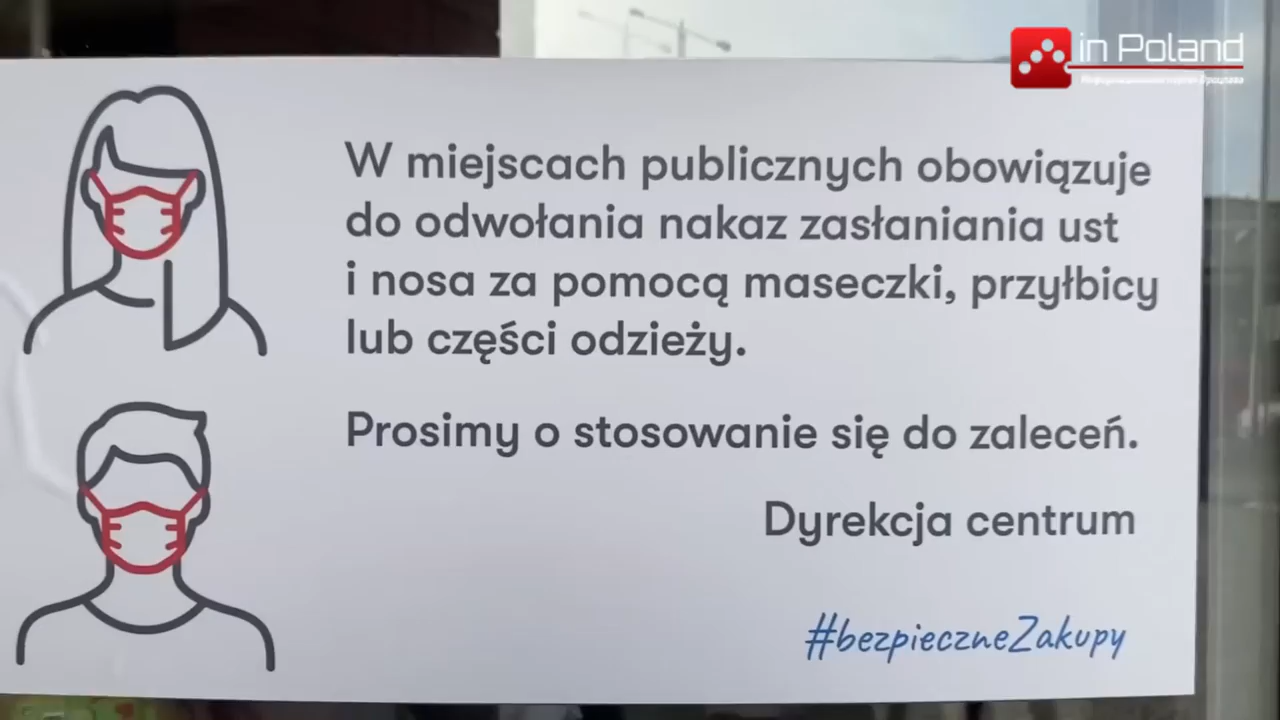 in Poland
W miejscach publicznych obowiązuje
do odwołania nakaz zasłaniania ust
i nosa za pomocą maseczki, przyłbicy
lub części odzieży.
Prosimy o stosowanie się do zaleceń.
Dyrekcja centrum
#bezpieczneZakupy